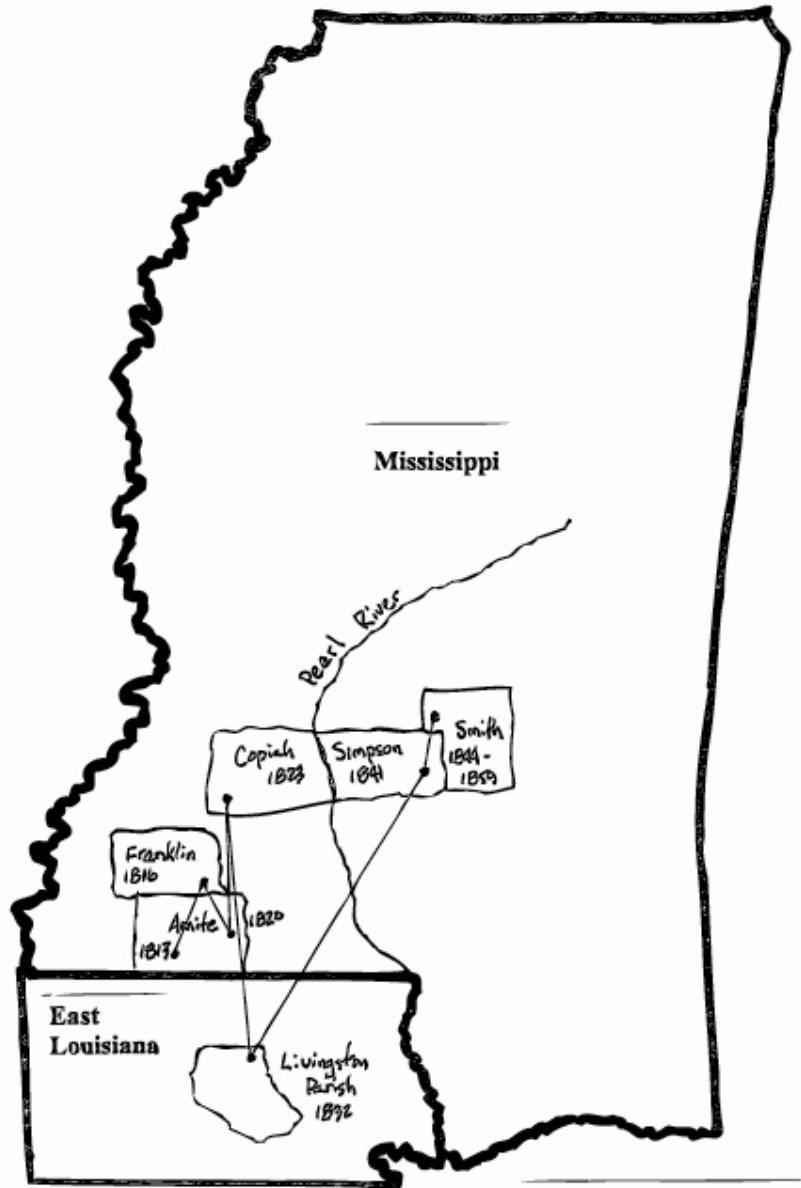 Mississippi
Pearl River
Smith
1844-
1859
Copiah
1823
Simpson
1841
Franklin
1816
Amite
1820
1813
East
Louisiana
Livingston
Parish
1832